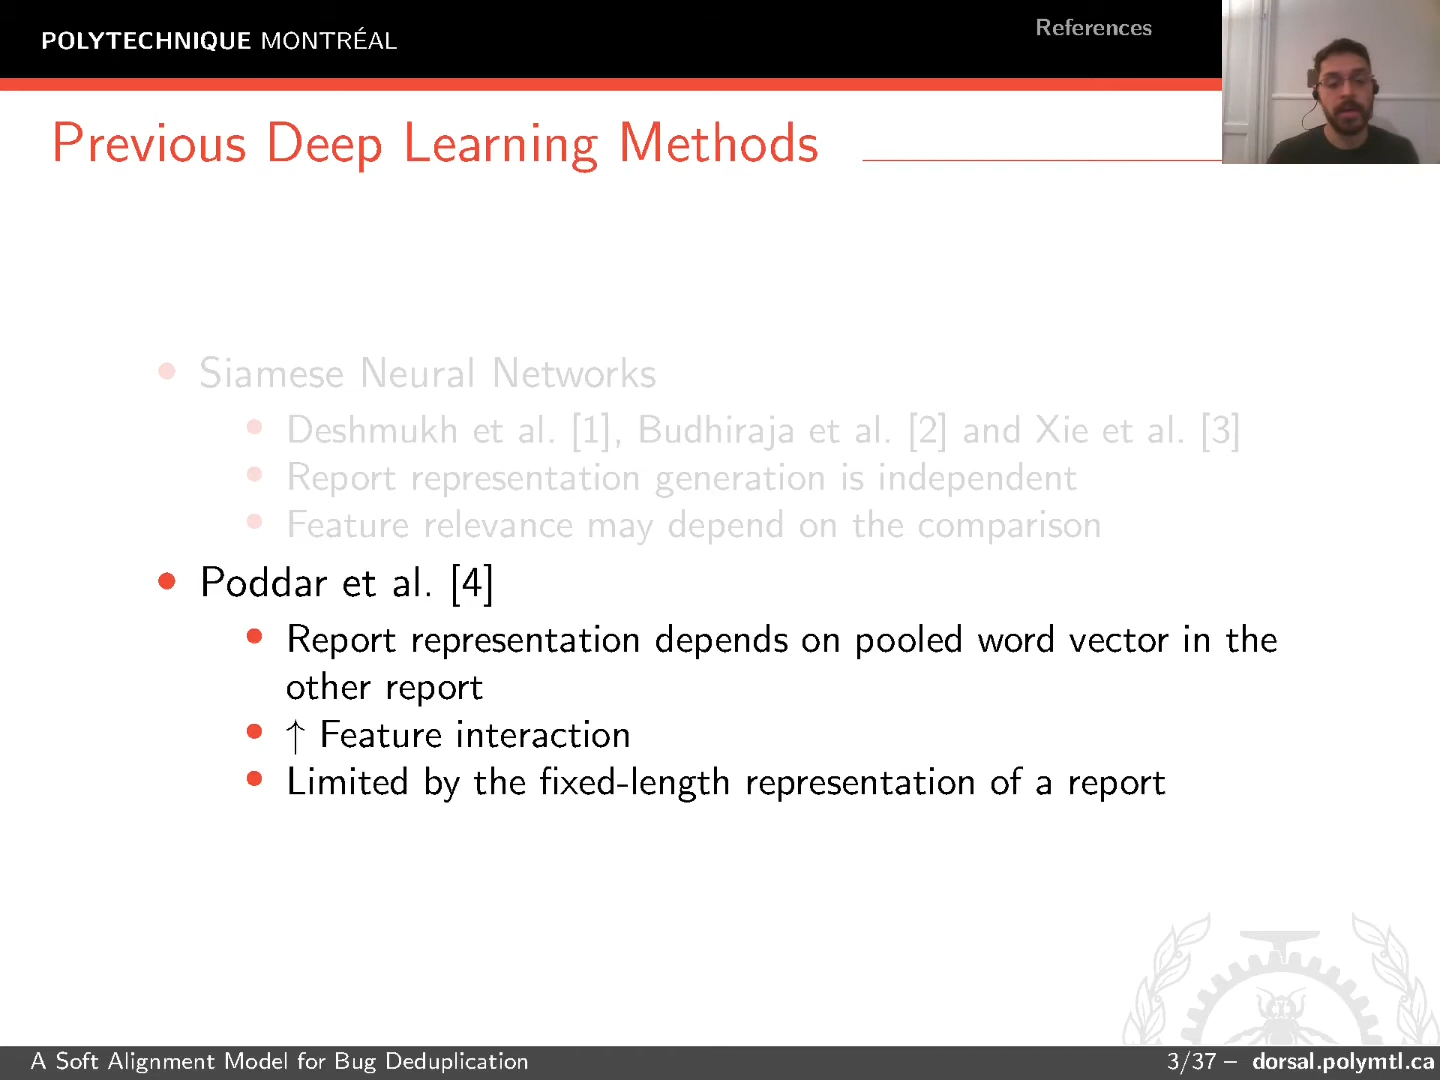 POLYTECHNIQUE MONTRÉAL
References
Previous Deep Learning Methods
• Siamese Neural Networks
• Deshmukh et al. [1], Budhiraja et al. [2] and Xie et al. [3]
• Report representation generation is independent
• Feature relevance may depend on the comparison
• Poddar et al. [4]
• Report representation depends on pooled word vector in the
other report
• ↑ Feature interaction
• Limited by the fixed-length representation of a report
A Soft Alignment Model for Bug Deduplication
3/37 – dorsal.polymtl.ca